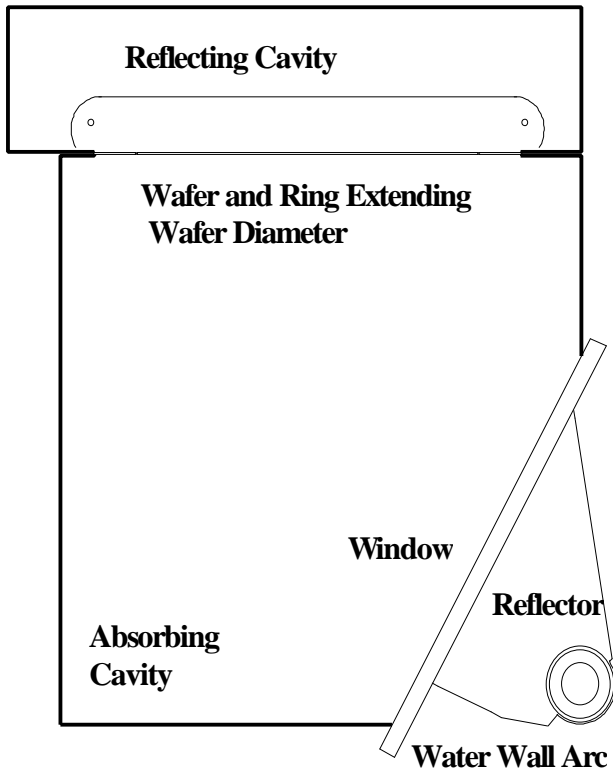 Reflecting Cavity
Wafer and Ring Extending
Wafer Diameter
Window
Reflector
Absorbing
Cavity
Water Wall Arc